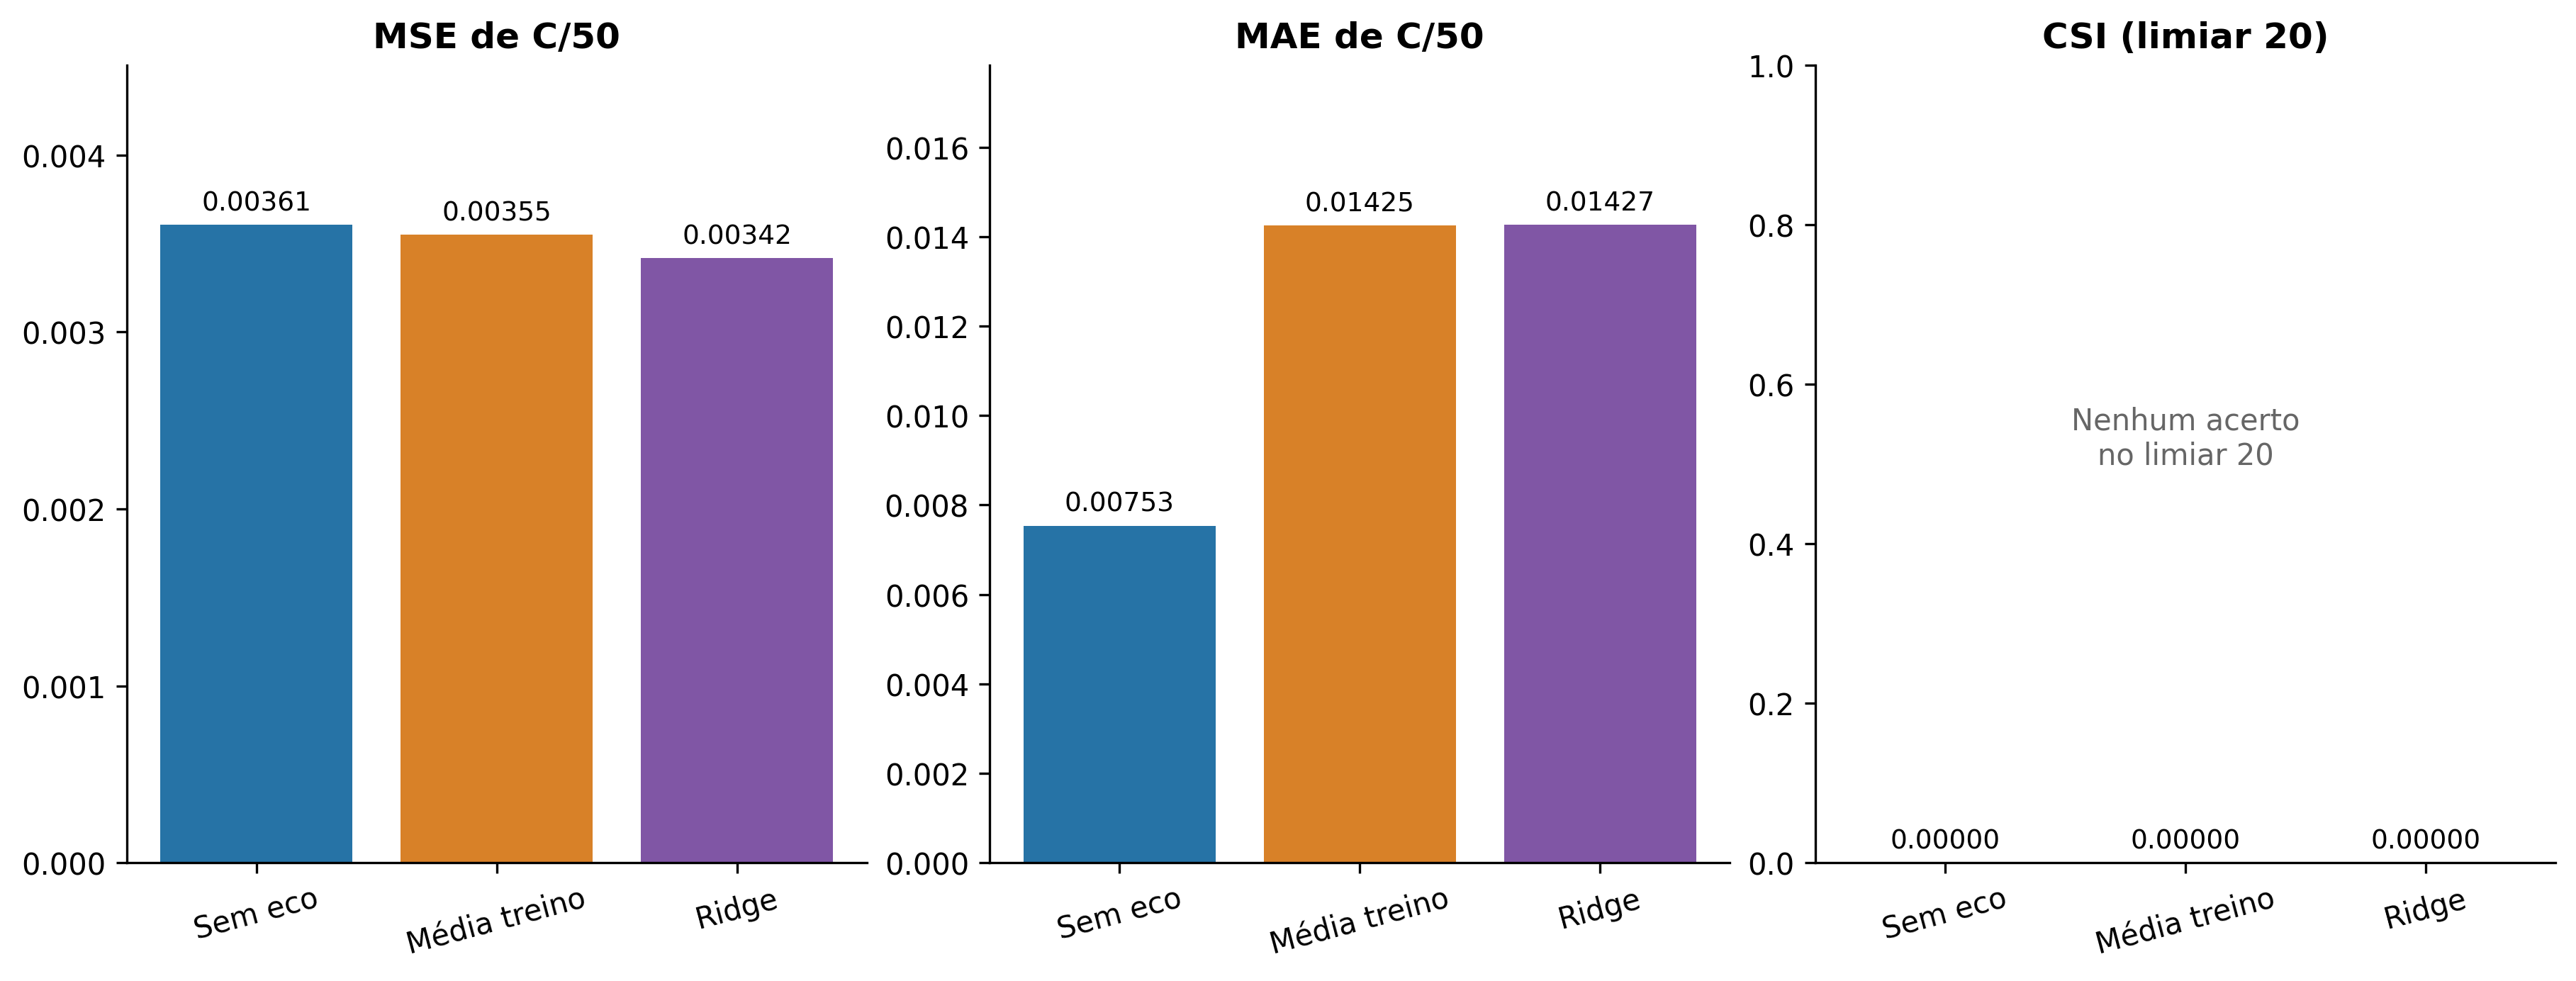 MSE de C/50
0.004
0.003
0.002
0.001
0.000
0.00361
0.00355
0.00342
Sem eco
Média treino
Ridge
MAE de C/50
0.016
0.014
0.012
0.010
0.008
0.006
0.004
0.002
0.000
0.00753
0.01425
0.01427
Sem eco
Média treino
Ridge
CSI (limiar 20)
1.0
0.8
0.6
0.4
0.2
0.0
Nenhum acerto
no limiar 20
0.00000
0.00000
0.00000
Sem eco
Média treino
Ridge